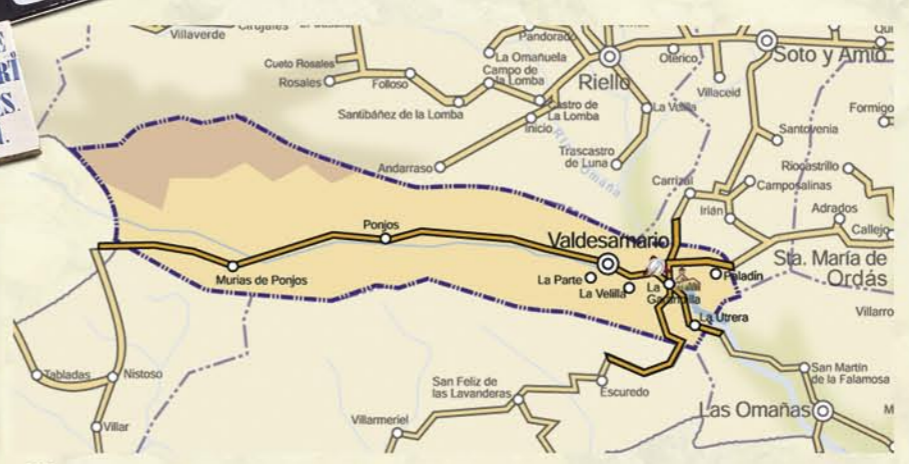 Villaverde
Pandorado
Cueto Rosales
La Omañuela
Oterico
Soto y Amío
Rosales
Folloso
Campo de
la Lomba
Riello
Villaceid
Santibáñez de la Lomba
Castro de
La Lomba
La Velilla
Formigo
Inicio
Santovenia
Andarraso
Trascastro
de Luna
Río Omaña
Riocastrillo
Carrizal
Camposalinas
Irián
Adrados
Ponjos
Valdesamario
Callejo
Murias de Ponjos
La Parte
La Velilla
La
Garandilla
Paladín
Sta. María de
Ordás
La Utrera
Villarro
Tabladas
Nistoso
San Feliz de
las Lavanderas
Escuredo
San Martín
de la Falamosa
Villar
Villarmeriel
Las Omañas
M